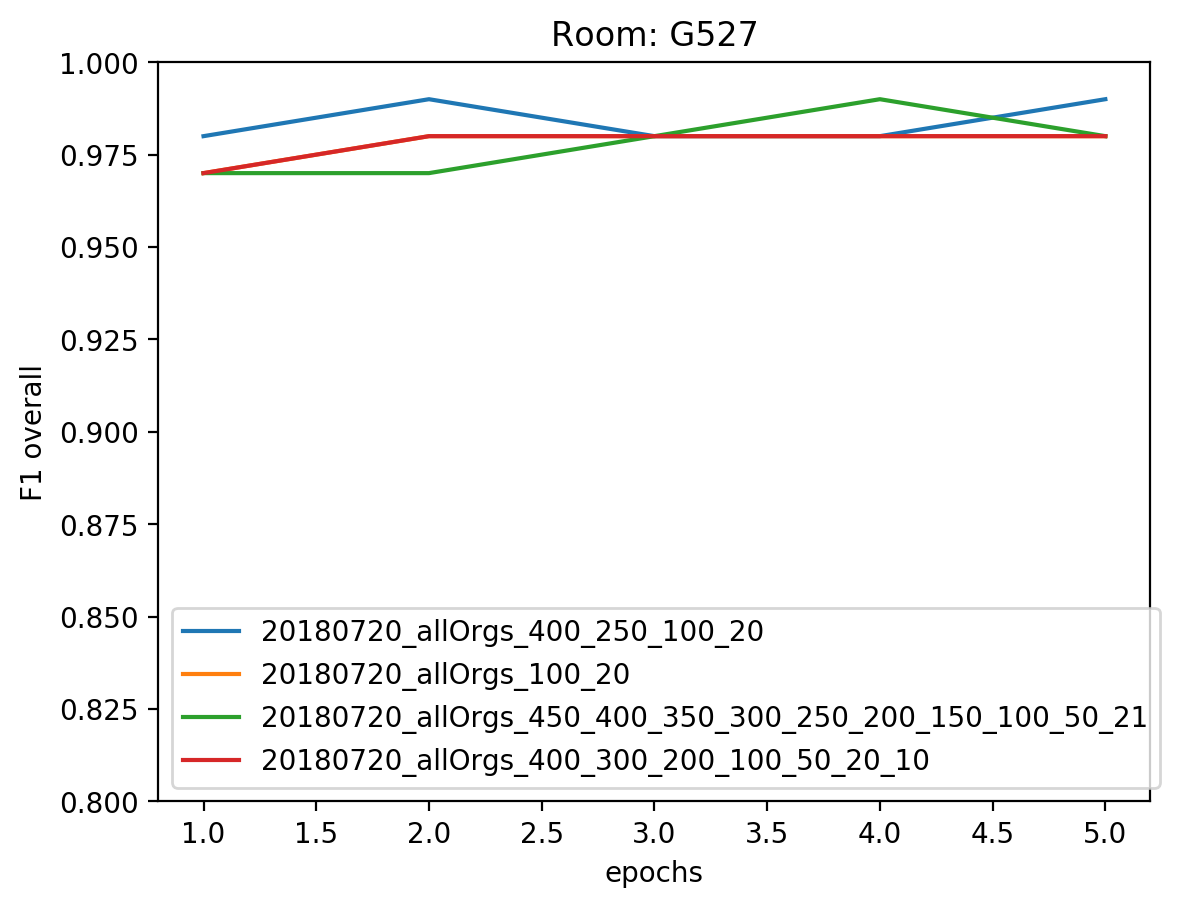 Room: G527
1.000
0.975
0.950
0.925
0.900
0.875
0.850
0.825
0.800
F1 overall
20180720_allOrgs_400_250_100_20
20180720_allOrgs_100_20
20180720_allOrgs_450_400_350_300_250_200_150_100_50_21
20180720_allOrgs_400_300_200_100_50_20_10
1.0 1.5 2.0 2.5 3.0 3.5 4.0 4.5 5.0
epochs